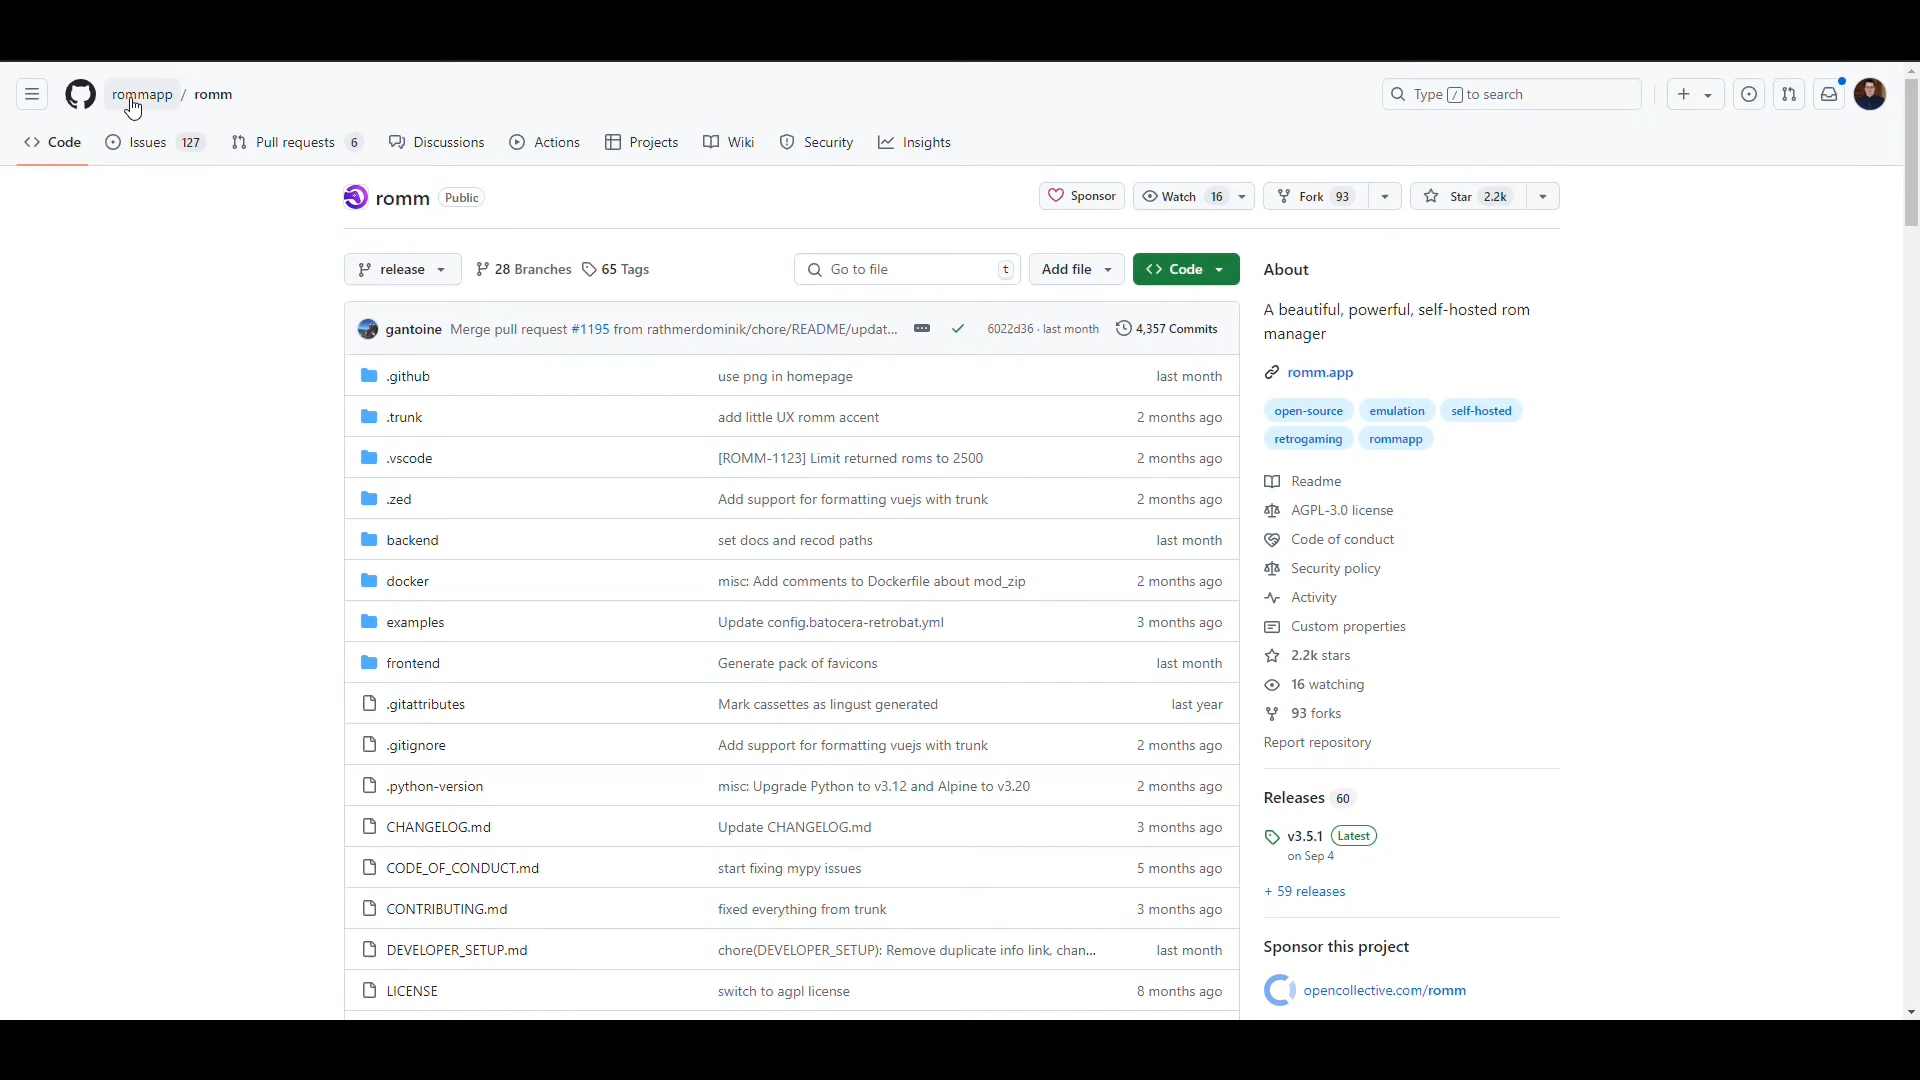 rommapp / romm
Type / to search
Code Issues 127 Pull requests 6 Discussions Actions Projects Wiki Security Insights
romm Public
Sponsor Watch 16 Fork 93 Star 2.2k
release 28 Branches 65 Tags
Go to file t Add file Code
gantoine Merge pull request #1195 from rathmerdominik/chore/README/updat... 6022d36 · last month 4,357 Commits
.github use png in homepage last month
.trunk add little UX romm accent 2 months ago
.vscode [ROMM-1123] Limit returned roms to 2500 2 months ago
.zed Add support for formatting vuejs with trunk 2 months ago
backend set docs and recod paths last month
docker misc: Add comments to Dockerfile about mod_zip 2 months ago
examples Update config.batocera-retrobat.yml 3 months ago
frontend Generate pack of favicons last month
.gitattributes Mark cassettes as lingust generated last year
.gitignore Add support for formatting vuejs with trunk 2 months ago
.python-version misc: Upgrade Python to v3.12 and Alpine to v3.20 2 months ago
CHANGELOG.md Update CHANGELOG.md 3 months ago
CODE_OF_CONDUCT.md start fixing mypy issues 5 months ago
CONTRIBUTING.md fixed everything from trunk 3 months ago
DEVELOPER_SETUP.md chore(DEVELOPER_SETUP): Remove duplicate info link, chan... last month
LICENSE switch to agpl license 8 months ago
About
A beautiful, powerful, self-hosted rom
manager
romm.app
open-source emulation self-hosted
retrogaming rommapp
Readme
AGPL-3.0 license
Code of conduct
Security policy
Activity
Custom properties
2.2k stars
16 watching
93 forks
Report repository
Releases 60
v3.5.1 Latest
on Sep 4
+ 59 releases
Sponsor this project
opencollective.com/romm